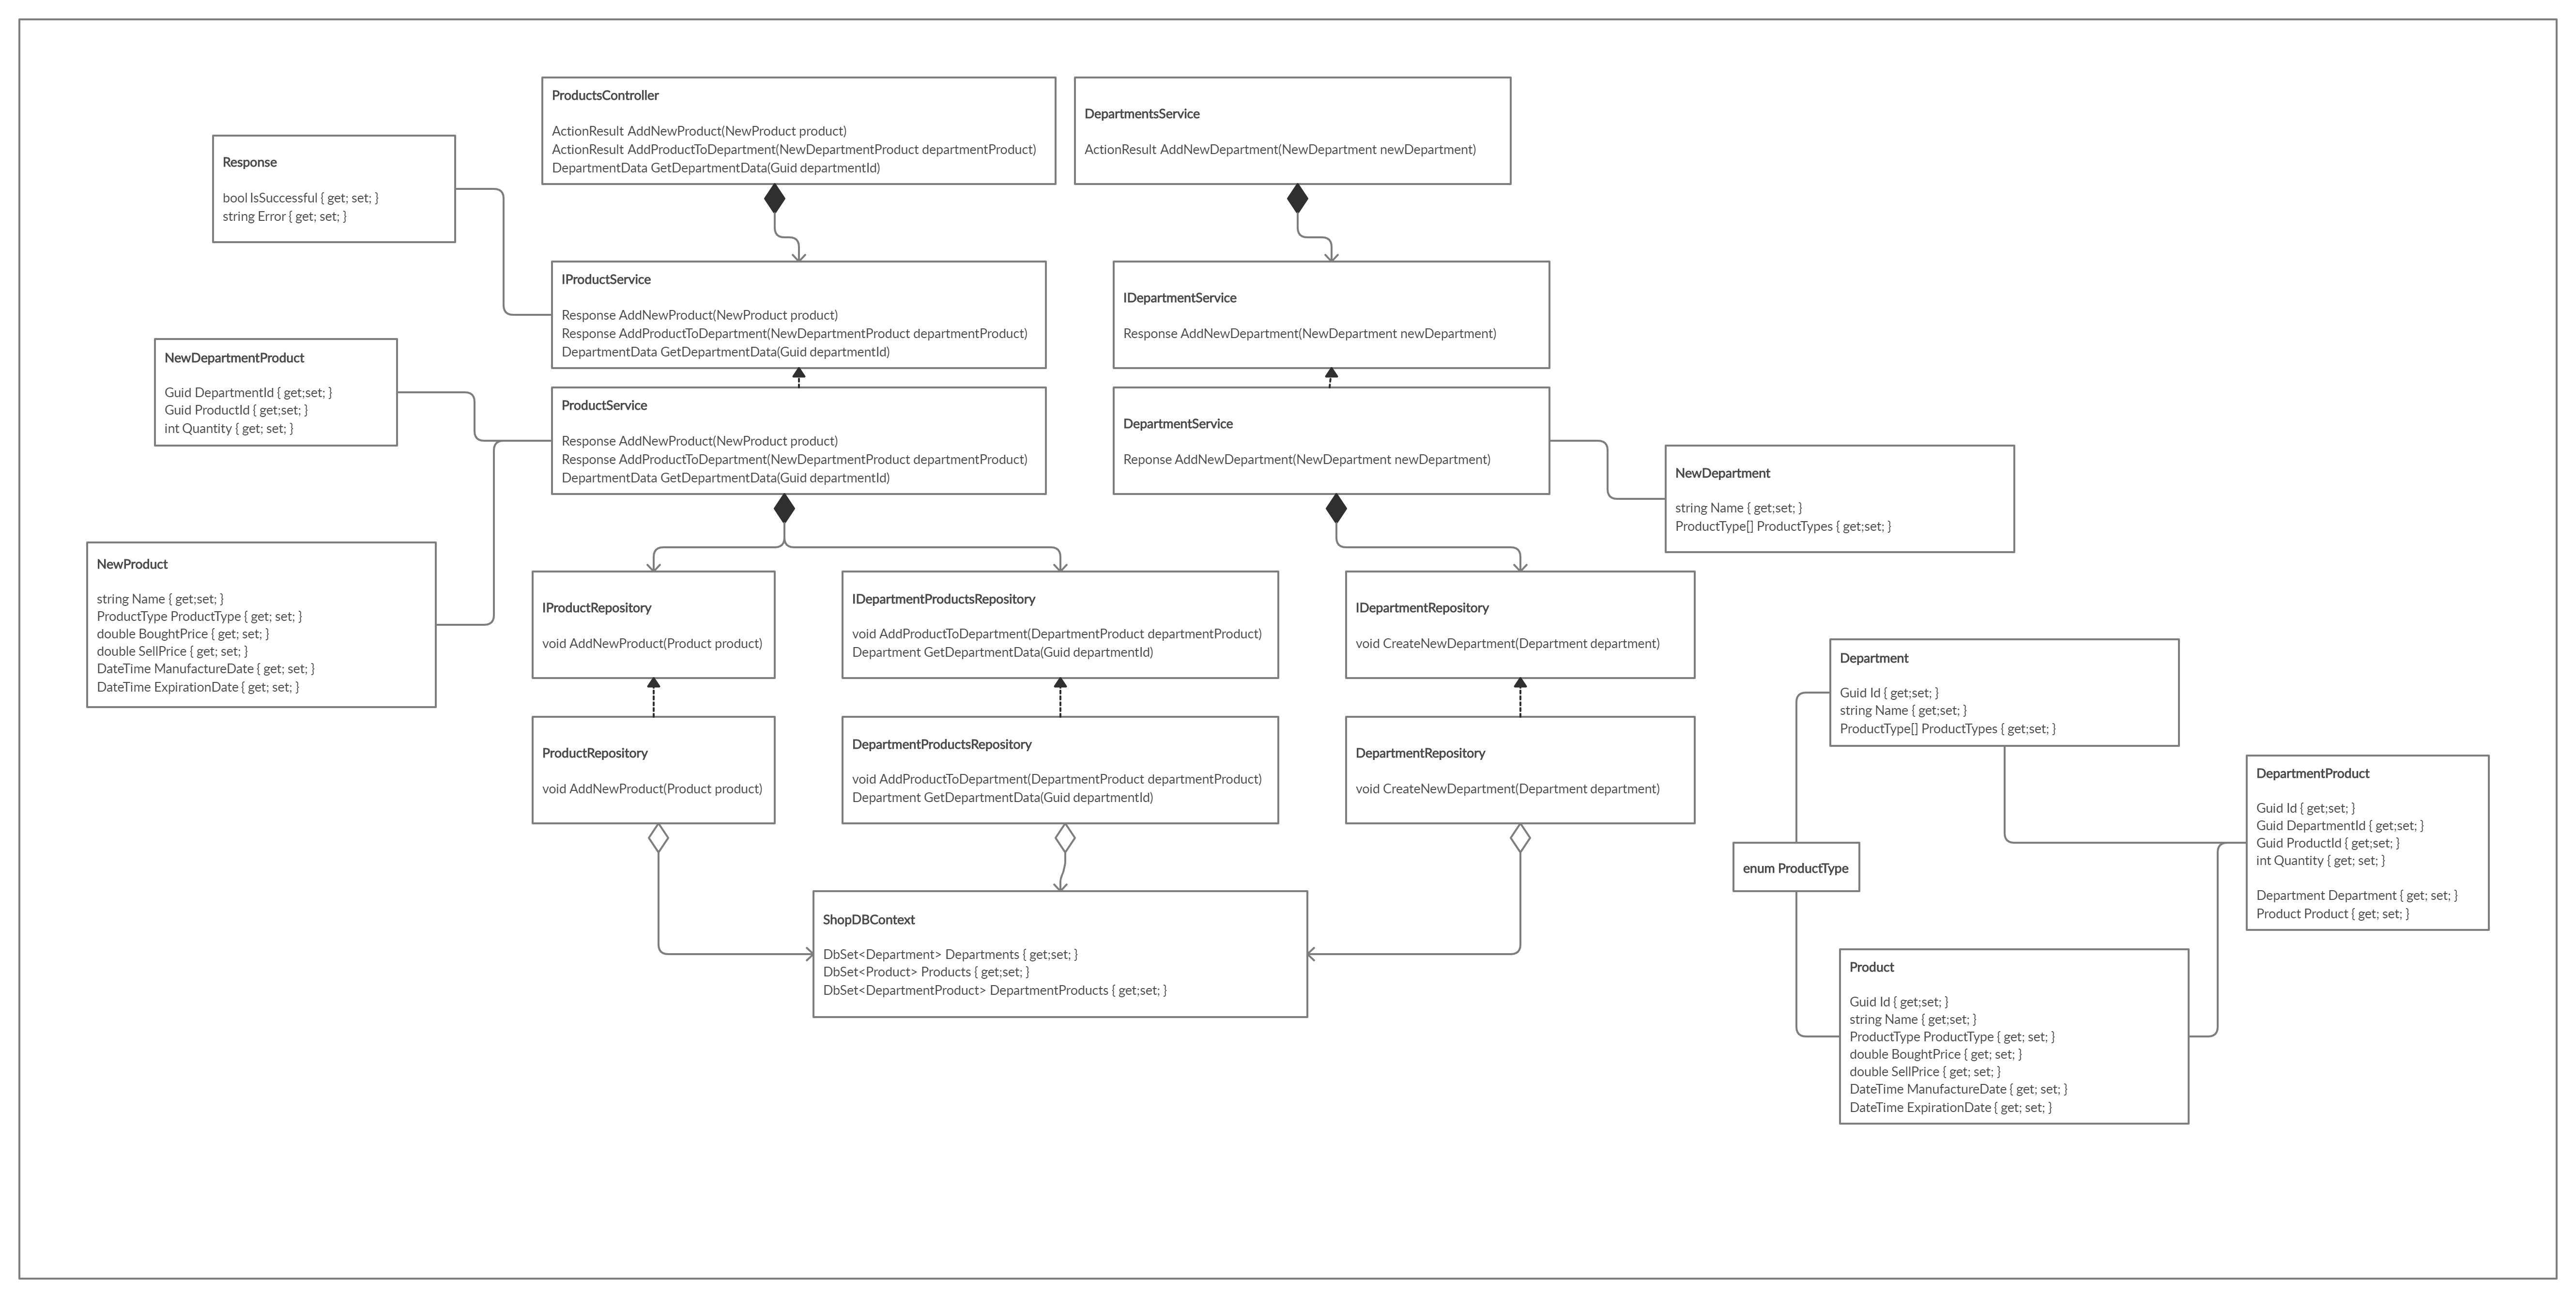 ProductsController
ActionResult AddNewProduct(NewProduct product)
ActionResult AddProductToDepartment(NewDepartmentProduct departmentProduct)
DepartmentData GetDepartmentData(Guid departmentId)
DepartmentsService
ActionResult AddNewDepartment(NewDepartment newDepartment)
Response
bool IsSuccessful { get; set; }
string Error { get; set; }
IProductService
Response AddNewProduct(NewProduct product)
Response AddProductToDepartment(NewDepartmentProduct departmentProduct)
DepartmentData GetDepartmentData(Guid departmentId)
IDepartmentService
Response AddNewDepartment(NewDepartment newDepartment)
NewDepartmentProduct
Guid DepartmentId { get;set; }
Guid ProductId { get;set; }
int Quantity { get; set; }
ProductService
Response AddNewProduct(NewProduct product)
Response AddProductToDepartment(NewDepartmentProduct departmentProduct)
DepartmentData GetDepartmentData(Guid departmentId)
DepartmentService
Reponse AddNewDepartment(NewDepartment newDepartment)
NewDepartment
string Name { get;set; }
ProductType[] ProductTypes { get;set; }
NewProduct
string Name { get;set; }
ProductType ProductType { get; set; }
double BoughtPrice { get; set; }
double SellPrice { get; set; }
DateTime ManufactureDate { get; set; }
DateTime ExpirationDate { get; set; }
IProductRepository
void AddNewProduct(Product product)
IDepartmentProductsRepository
void AddProductToDepartment(DepartmentProduct departmentProduct)
Department GetDepartmentData(Guid departmentId)
IDepartmentRepository
void CreateNewDepartment(Department department)
Department
Guid Id { get;set; }
string Name { get;set; }
ProductType[] ProductTypes { get;set; }
ProductRepository
void AddNewProduct(Product product)
DepartmentProductsRepository
void AddProductToDepartment(DepartmentProduct departmentProduct)
Department GetDepartmentData(Guid departmentId)
DepartmentRepository
void CreateNewDepartment(Department department)
DepartmentProduct
Guid Id { get;set; }
Guid DepartmentId { get;set; }
Guid ProductId { get;set; }
int Quantity { get; set; }
Department Department { get; set; }
Product Product { get; set; }
enum ProductType
ShopDBContext
DbSet<Department> Departments { get;set; }
DbSet<Product> Products { get;set; }
DbSet<DepartmentProduct> DepartmentProducts { get;set; }
Product
Guid Id { get;set; }
string Name { get;set; }
ProductType ProductType { get; set; }
double BoughtPrice { get; set; }
double SellPrice { get; set; }
DateTime ManufactureDate { get; set; }
DateTime ExpirationDate { get; set; }